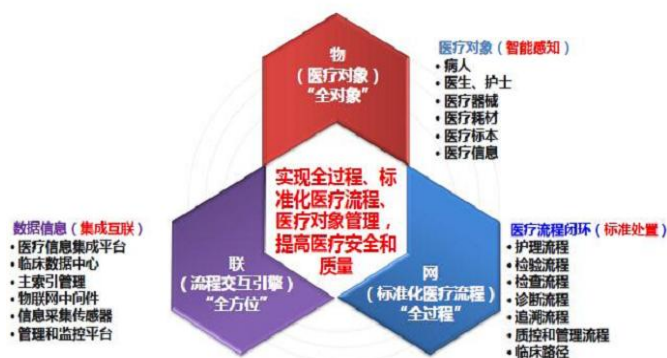 物
（医疗对象）
“全对象”
医疗对象（智能感知）
•病人
•医生、护士
•医疗器械
•医疗耗材
•医疗标本
•医疗信息
实现全过程、标
准化医疗流程、
医疗对象管理，
提高医疗安全和
质量
数据信息（集成互联）
•医疗信息集成平台
•临床数据中心
•主索引管理
•物联网中间件
•信息采集传感器
•管理和监控平台
联
（流程交互引擎）
“全方位”
网
（标准化医疗流程）
“全过程”
医疗流程闭环（标准处置）
•护理流程
•检验流程
•检查流程
•诊断流程
•追溯流程
•质控和管理流程
•临床路径